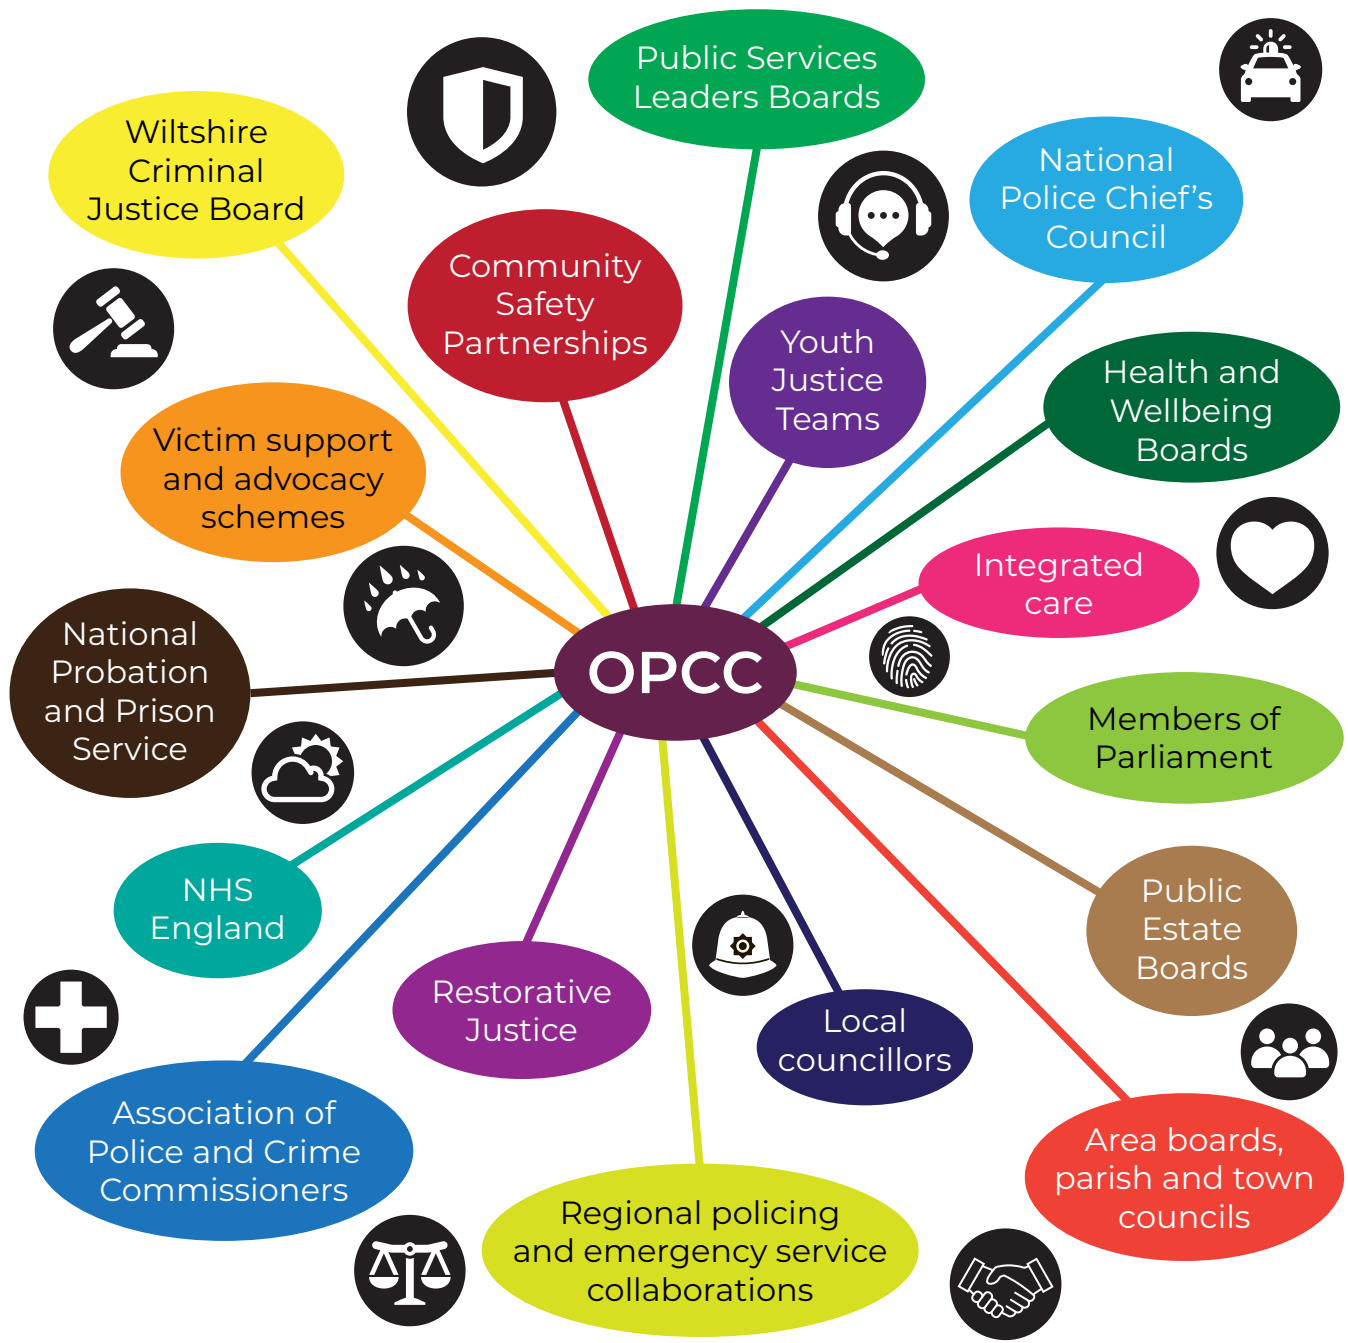 Public Services
Leaders Boards
Wiltshire
Criminal
Justice Board
National
Police Chief's
Council
Community
Safety
Partnerships
Youth
Justice
Teams
Health and
Wellbeing
Boards
Victim support
and advocacy
schemes
Integrated
care
National
Probation
and Prison
Service
OPCC
Members of
Parliament
NHS
England
Public
Estate
Boards
Restorative
Justice
Local
councillors
Association of
Police and Crime
Commissioners
Area boards,
parish and town
councils
Regional policing
and emergency service
collaborations